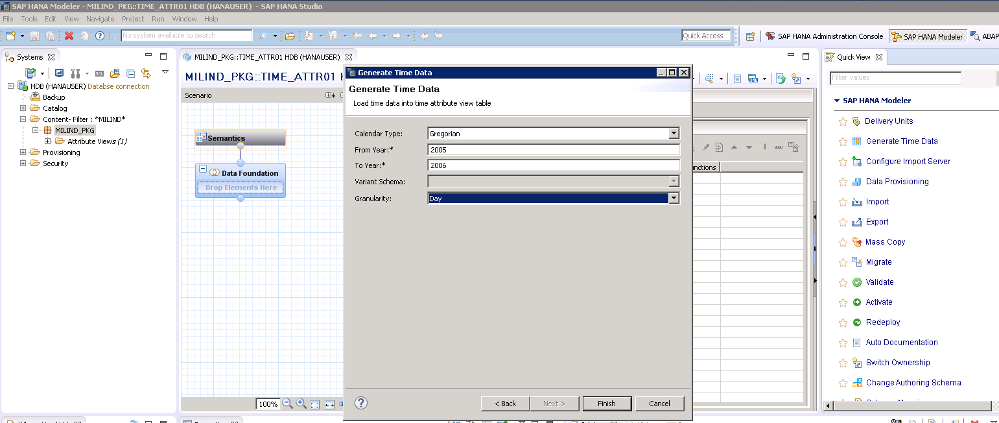 SAP HANA Modeler - MILIND_PKG::TIME_ATTR01 HDB (HANAUSER) - SAP HANA Studio
File Tools Edit View Navigate Project Run Window Help
No system available to search
Quick Access
SAP HANA Administration Console
SAP HANA Modeler
ABAP
Systems
HDB (HANAUSER) Databse connection
Backup
Catalog
Content- Filter : *MILIND*
MILIND_PKG
Attribute Views (1)
Provisioning
Security
MILIND_PKG::TIME_ATTR01 HDB (HANAUSER)
MILIND_PKG::TIME_ATTR01 H
Scenario
Semantics
Data Foundation
Drop Elements Here
100%
Generate Time Data
Generate Time Data
Load time data into time attribute view table
Calendar Type: Gregorian
From Year:* 2005
To Year:* 2006
Variant Schema:
Granularity: Day
< Back
Next >
Finish
Cancel
SQL
XML
unctions
Quick View
Filter values
SAP HANA Modeler
Delivery Units
Generate Time Data
Configure Import Server
Data Provisioning
Import
Export
Mass Copy
Migrate
Validate
Activate
Redeploy
Auto Documentation
Switch Ownership
Change Authoring Schema